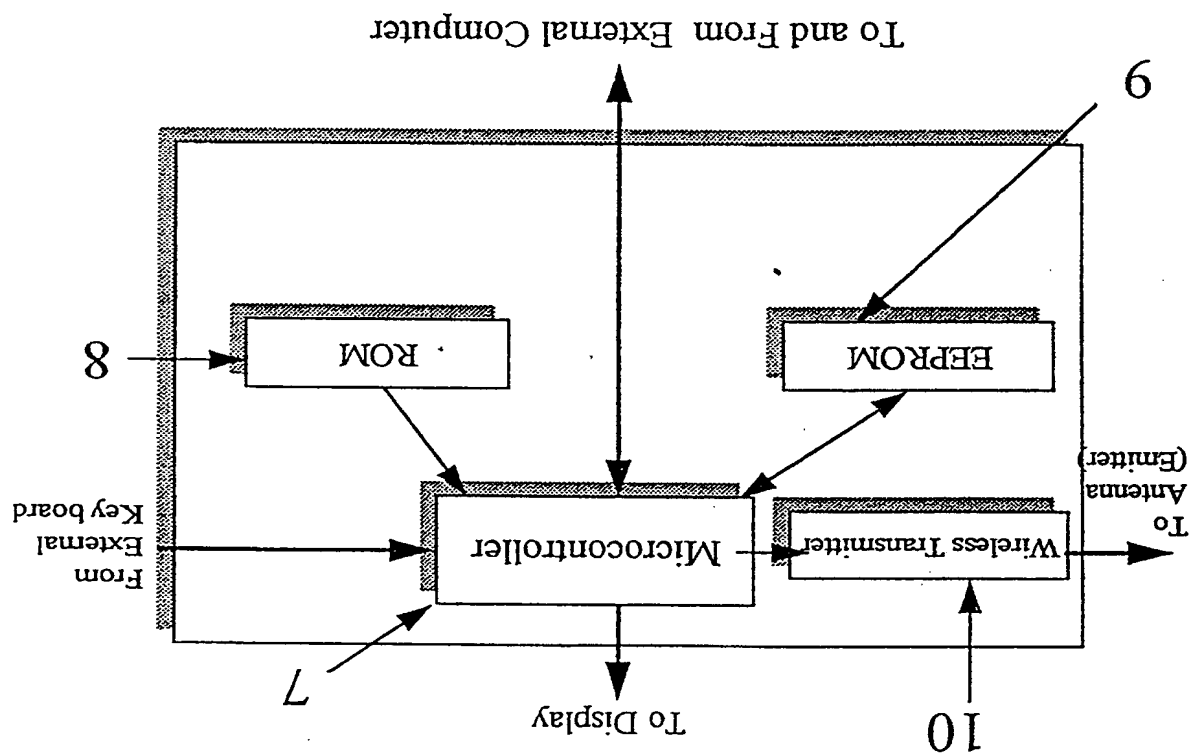 10
To Display
7
To
Antenna
(Emitter)
Wireless Transmitter
Microcontroller
From
External
Key board
EEPROM
ROM
8
9
To and From External Computer